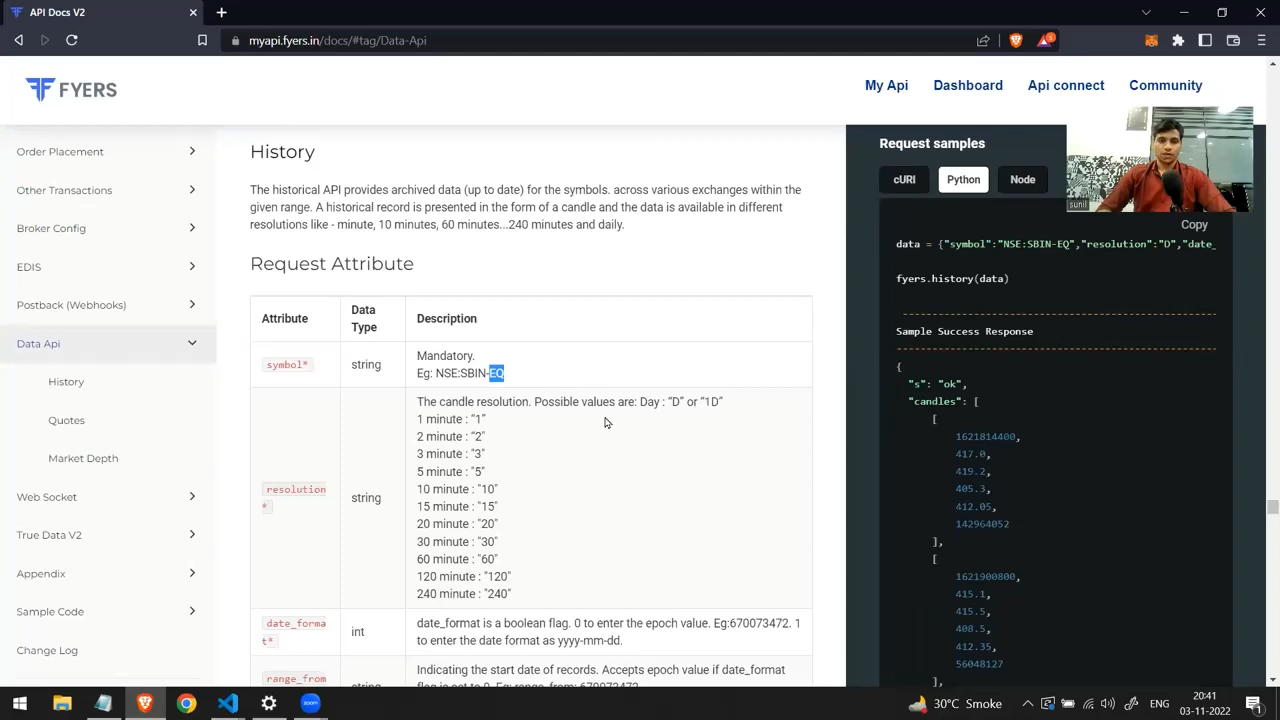 API Docs V2
myapi.fyers.in/docs/#tag/Data-Api
FYERS
My Api
Dashboard
Api connect
Community
Order Placement
Other Transactions
Broker Config
EDIS
Postback (Webhooks)
Data Api
History
Quotes
Market Depth
Web Socket
True Data V2
Appendix
Sample Code
Change Log
History
The historical API provides archived data (up to date) for the symbols. across various exchanges within the
given range. A historical record is presented in the form of a candle and the data is available in different
resolutions like - minute, 10 minutes, 60 minutes...240 minutes and daily.
Request Attribute
Attribute
Data
Type
Description
symbol*
string
Mandatory.
Eg: NSE:SBIN-EQ
resolution
*
string
The candle resolution. Possible values are: Day : “D” or “1D”
1 minute : “1”
2 minute : “2"
3 minute : "3"
5 minute : "5"
10 minute : "10"
15 minute : "15"
20 minute : "20"
30 minute : "30"
60 minute : "60"
120 minute : "120"
240 minute : "240"
date_forma
t*
int
date_format is a boolean flag. 0 to enter the epoch value. Eg:670073472. 1
to enter the date format as yyyy-mm-dd.
range_from
string
Indicating the start date of records. Accepts epoch value if date_format
flag is set to 0. Eg: range_from: 670073472
Request samples
cURl
Python
Node
sunil
Copy
data = {"symbol":"NSE:SBIN-EQ","resolution":"D","date_
fyers.history(data)
------------------------------------------------
Sample Success Response
------------------------------------------------
{
"s": "ok",
"candles": [
[
1621814400,
417.0,
419.2,
405.3,
412.05,
142964052
],
[
1621900800,
415.1,
415.5,
408.5,
412.35,
56048127
],
zoom
30°C Smoke
ENG
20:41
03-11-2022
1